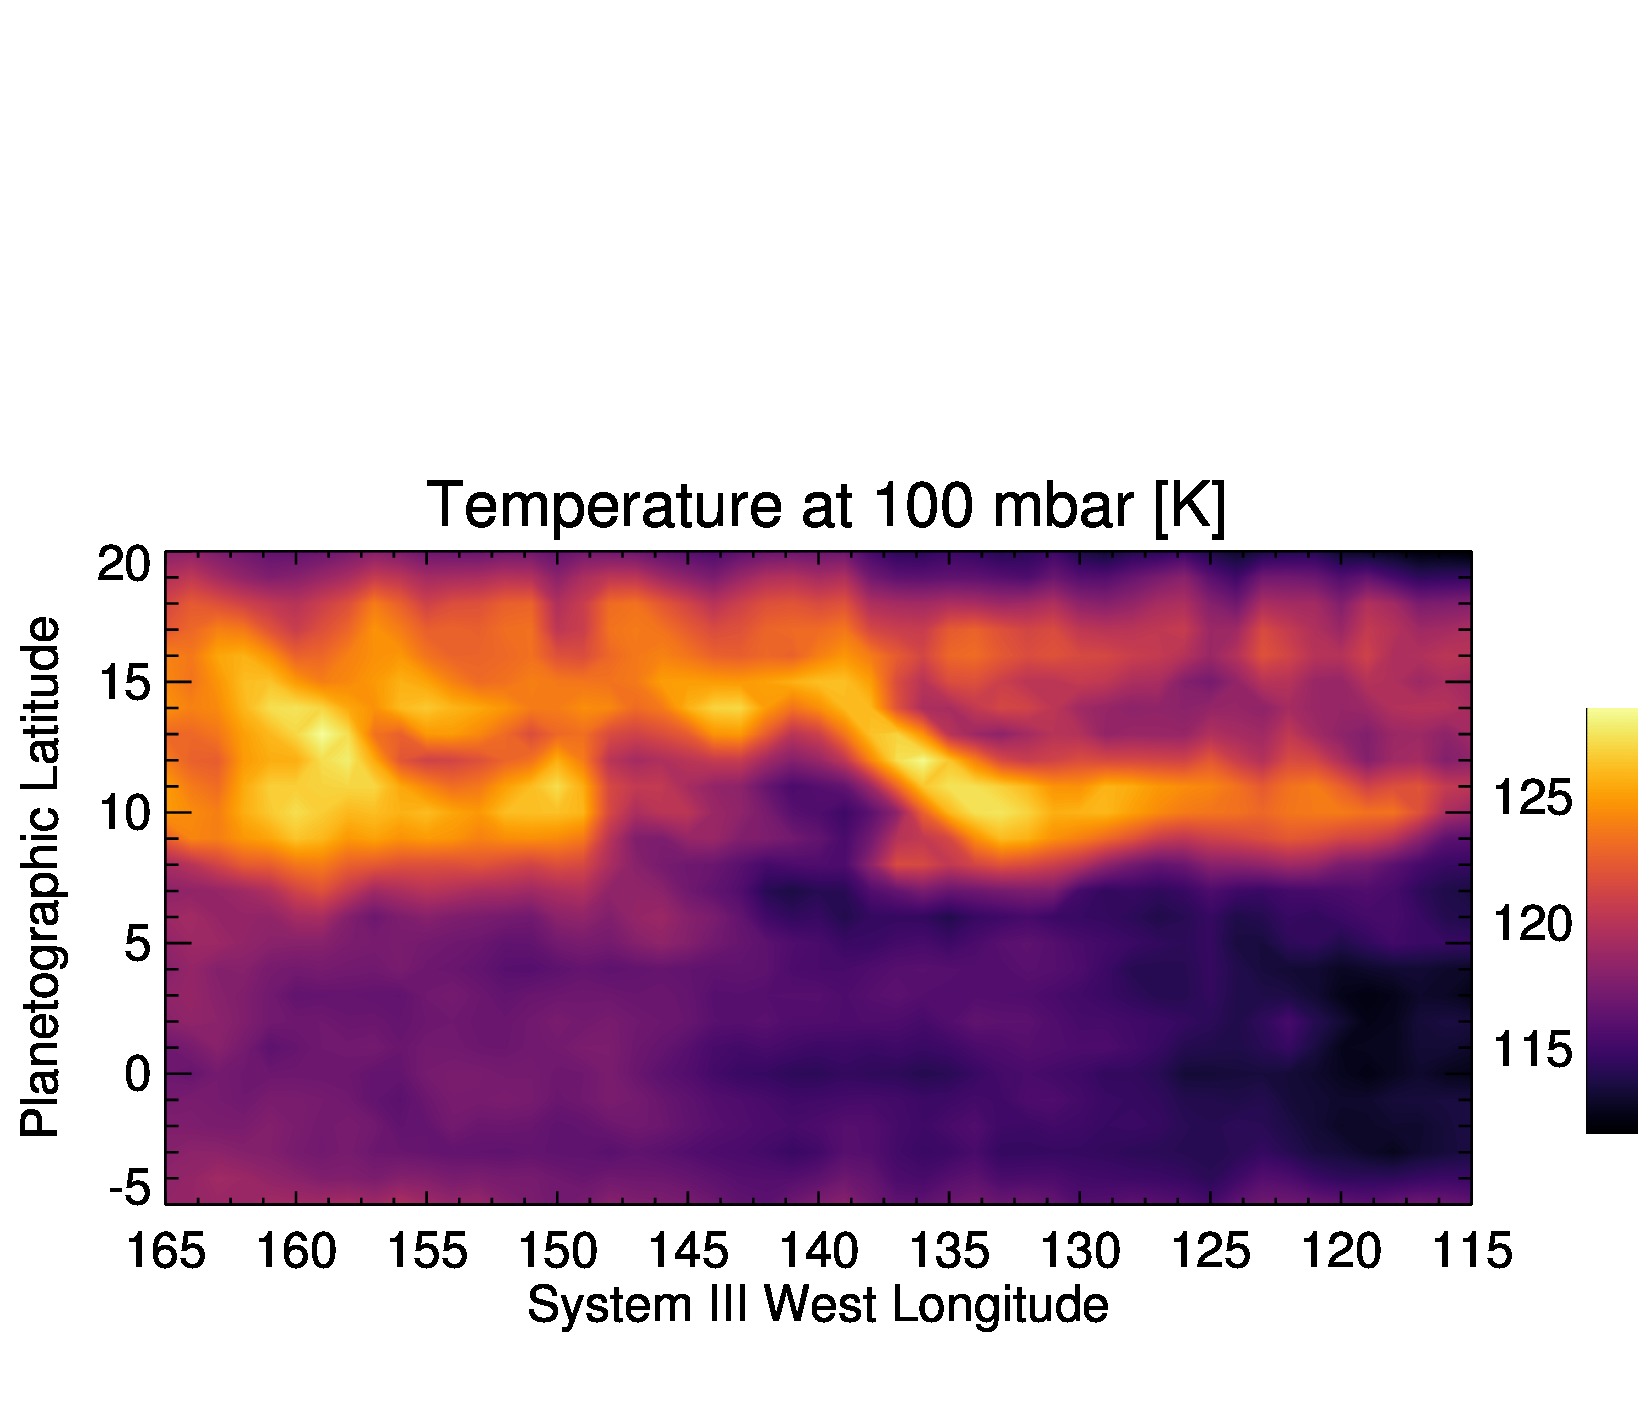 Temperature at 100 mbar [K]
20
15
10
5
0
-5
Planetographic Latitude
165 160 155 150 145 140 135 130 125 120 115
System III West Longitude
125
120
115